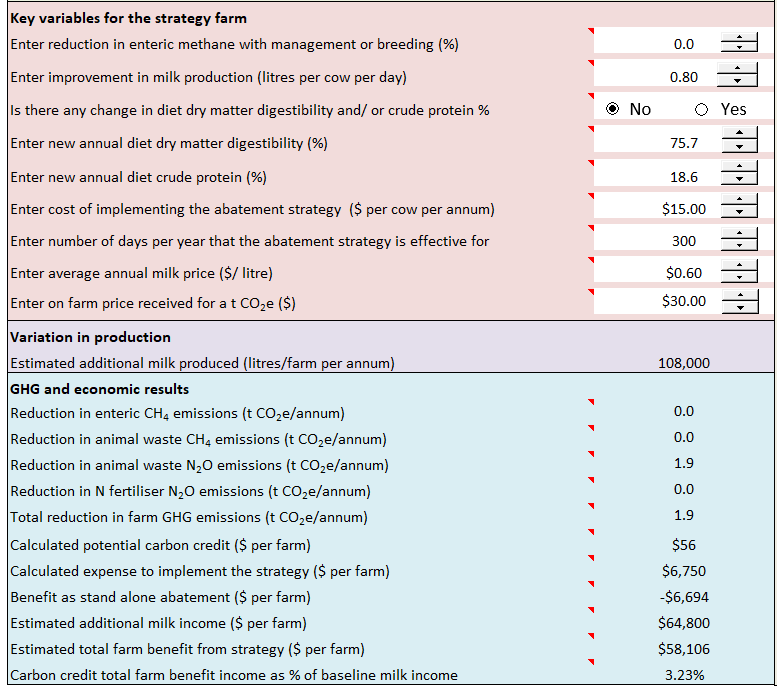 Key variables for the strategy farm
Enter reduction in enteric methane with management or breeding (%) 0.0
Enter improvement in milk production (litres per cow per day) 0.80
Is there any change in diet dry matter digestibility and/ or crude protein % No Yes
Enter new annual diet dry matter digestibility (%) 75.7
Enter new annual diet crude protein (%) 18.6
Enter cost of implementing the abatement strategy ($ per cow per annum) $15.00
Enter number of days per year that the abatement strategy is effective for 300
Enter average annual milk price ($/ litre) $0.60
Enter on farm price received for a t CO₂e ($) $30.00
Variation in production
Estimated additional milk produced (litres/farm per annum) 108,000
GHG and economic results
Reduction in enteric CH₄ emissions (t CO₂e/annum) 0.0
Reduction in animal waste CH₄ emissions (t CO₂e/annum) 0.0
Reduction in animal waste N₂O emissions (t CO₂e/annum) 1.9
Reduction in N fertiliser N₂O emissions (t CO₂e/annum) 0.0
Total reduction in farm GHG emissions (t CO₂e/annum) 1.9
Calculated potential carbon credit ($ per farm) $56
Calculated expense to implement the strategy ($ per farm) $6,750
Benefit as stand alone abatement ($ per farm) -$6,694
Estimated additional milk income ($ per farm) $64,800
Estimated total farm benefit from strategy ($ per farm) $58,106
Carbon credit total farm benefit income as % of baseline milk income 3.23%